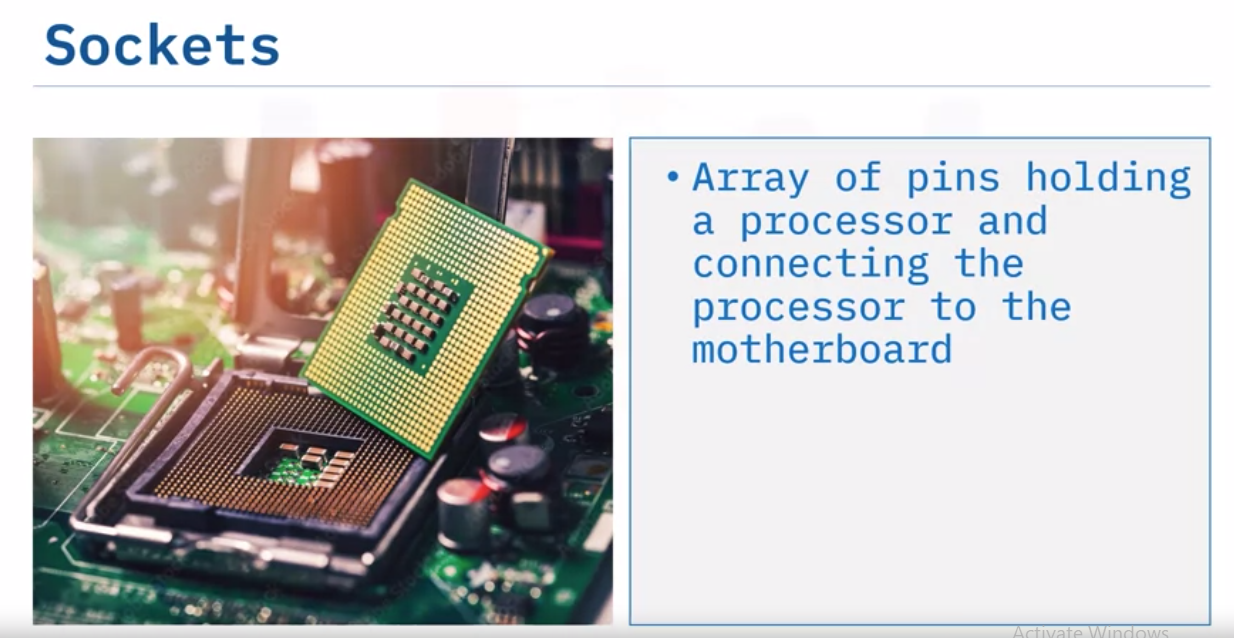 Sockets
• Array of pins holding
a processor and
connecting the
processor to the
motherboard
Activate Windows